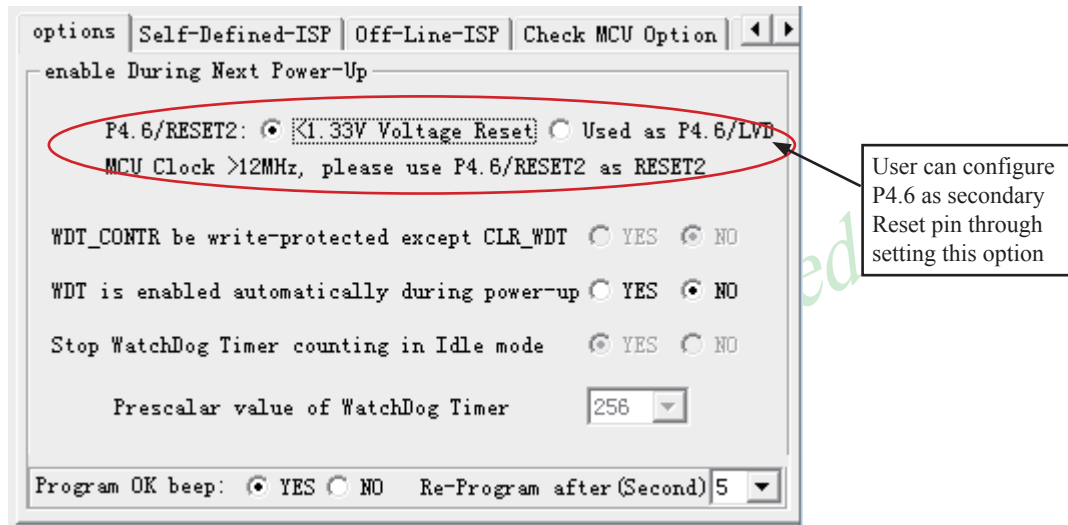 options Self-Defined-ISP Off-Line-ISP Check MCU Option
enable During Next Power-Up
P4.6/RESET2: <1.33V Voltage Reset Used as P4.6/LVD
MCU Clock >12MHz, please use P4.6/RESET2 as RESET2
WDT_CONTR be write-protected except CLR_WDT YES NO
WDT is enabled automatically during power-up YES NO
Stop WatchDog Timer counting in Idle mode YES NO
Prescalar value of WatchDog Timer 256
Program OK beep: YES NO Re-Program after(Second) 5
User can configure
P4.6 as secondary
Reset pin through
setting this option
ed